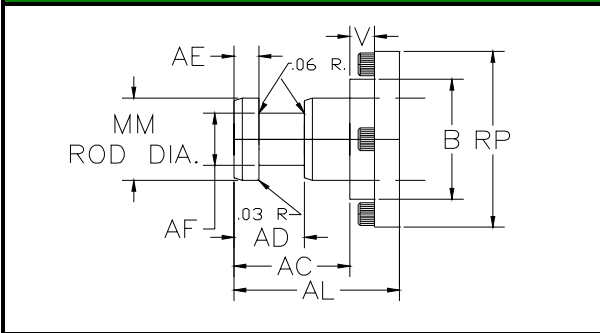 V
AE
.06 R.
MM
ROD DIA.
B
RP
.03 R
AF
AD
AC
AL